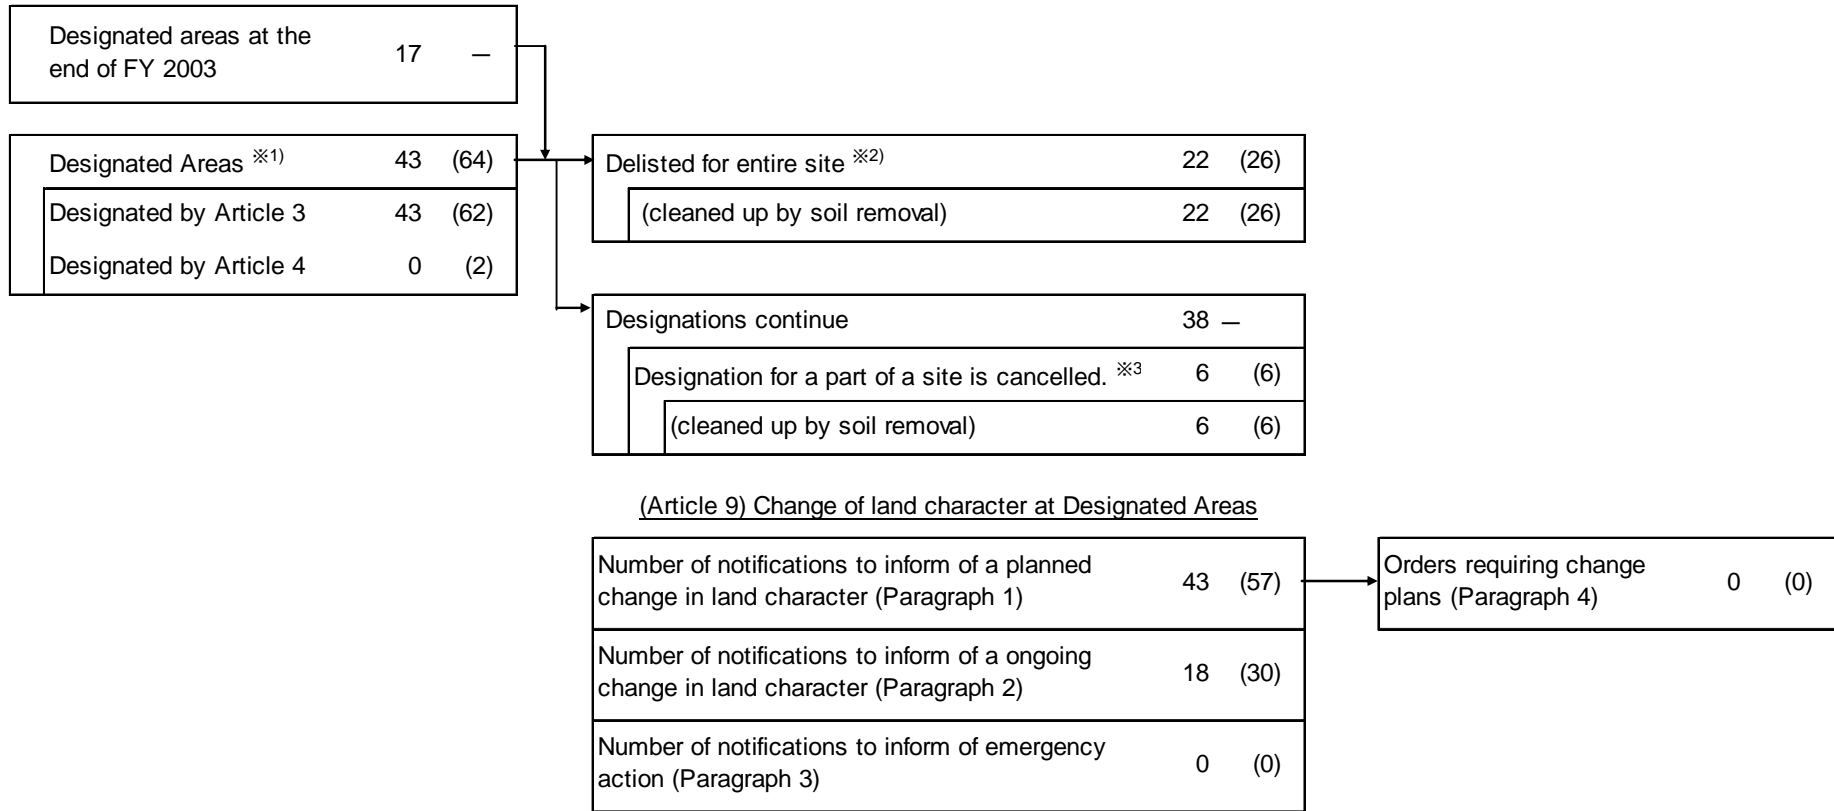 Designated areas at the
end of FY 2003 17 —
Designated Areas ※1) 43 (64)
Designated by Article 3 43 (62)
Designated by Article 4 0 (2)
Delisted for entire site ※2) 22 (26)
(cleaned up by soil removal) 22 (26)
Designations continue 38 —
Designation for a part of a site is cancelled. ※3 6 (6)
(cleaned up by soil removal) 6 (6)
(Article 9) Change of land character at Designated Areas
Number of notifications to inform of a planned
change in land character (Paragraph 1) 43 (57)
Orders requiring change
plans (Paragraph 4) 0 (0)
Number of notifications to inform of a ongoing
change in land character (Paragraph 2) 18 (30)
Number of notifications to inform of emergency
action (Paragraph 3) 0 (0)